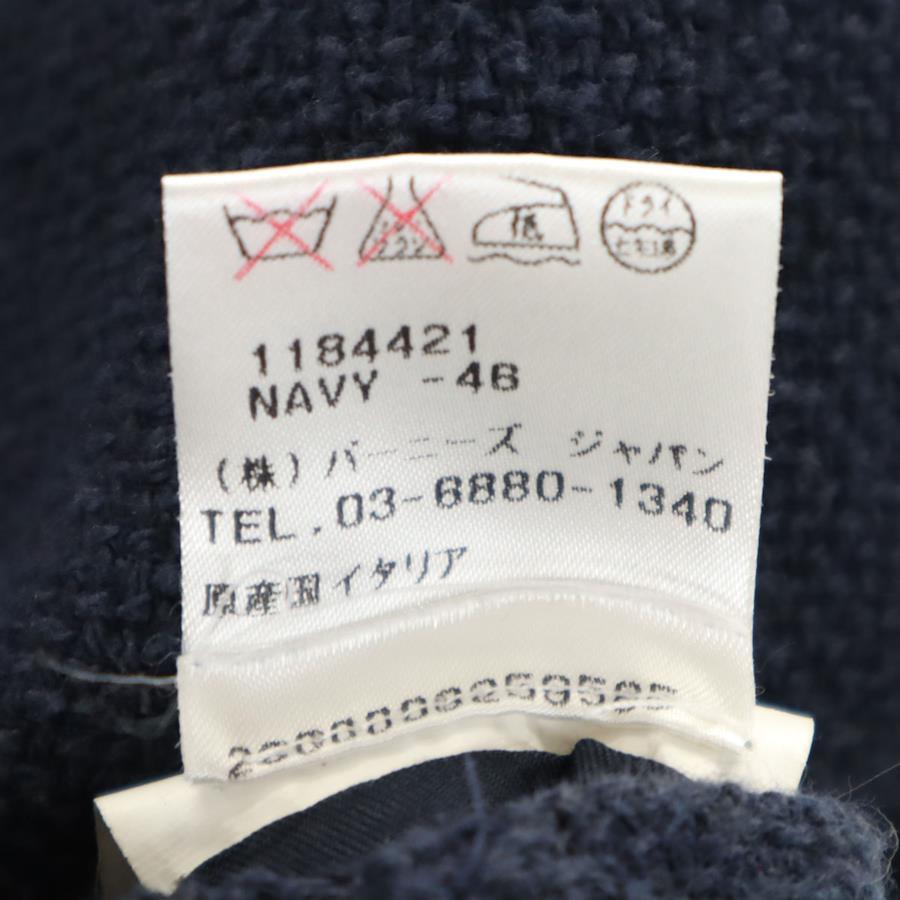 低
ドライ
1184421
NAVY -46
(株)バーニーズ ジャパン
TEL.03-6880-1340
原産国イタリア